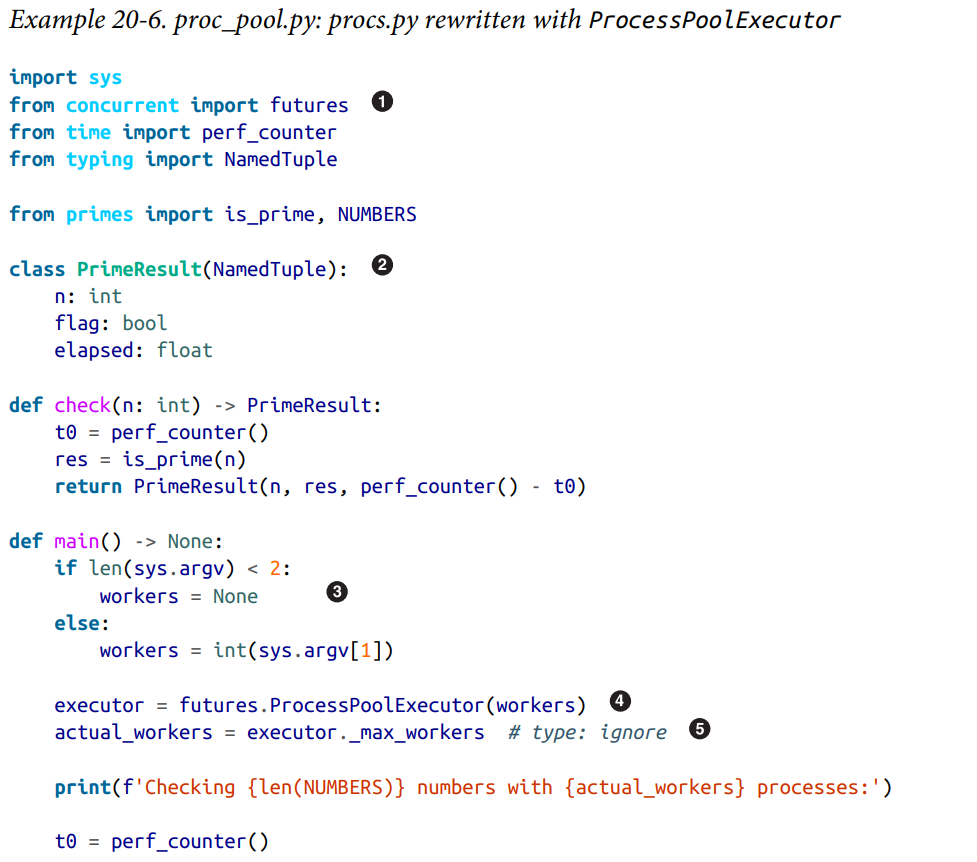 Example 20-6. proc_pool.py: procs.py rewritten with ProcessPoolExecutor
import sys
from concurrent import futures ❶
from time import perf_counter
from typing import NamedTuple
from primes import is_prime, NUMBERS
class PrimeResult(NamedTuple): ❷
    n: int
    flag: bool
    elapsed: float
def check(n: int) -> PrimeResult:
    t0 = perf_counter()
    res = is_prime(n)
    return PrimeResult(n, res, perf_counter() - t0)
def main() -> None:
    if len(sys.argv) < 2:
        workers = None ❸
    else:
        workers = int(sys.argv[1])
    executor = futures.ProcessPoolExecutor(workers) ❹
    actual_workers = executor._max_workers  # type: ignore ❺
    print(f'Checking {len(NUMBERS)} numbers with {actual_workers} processes:')
    t0 = perf_counter()